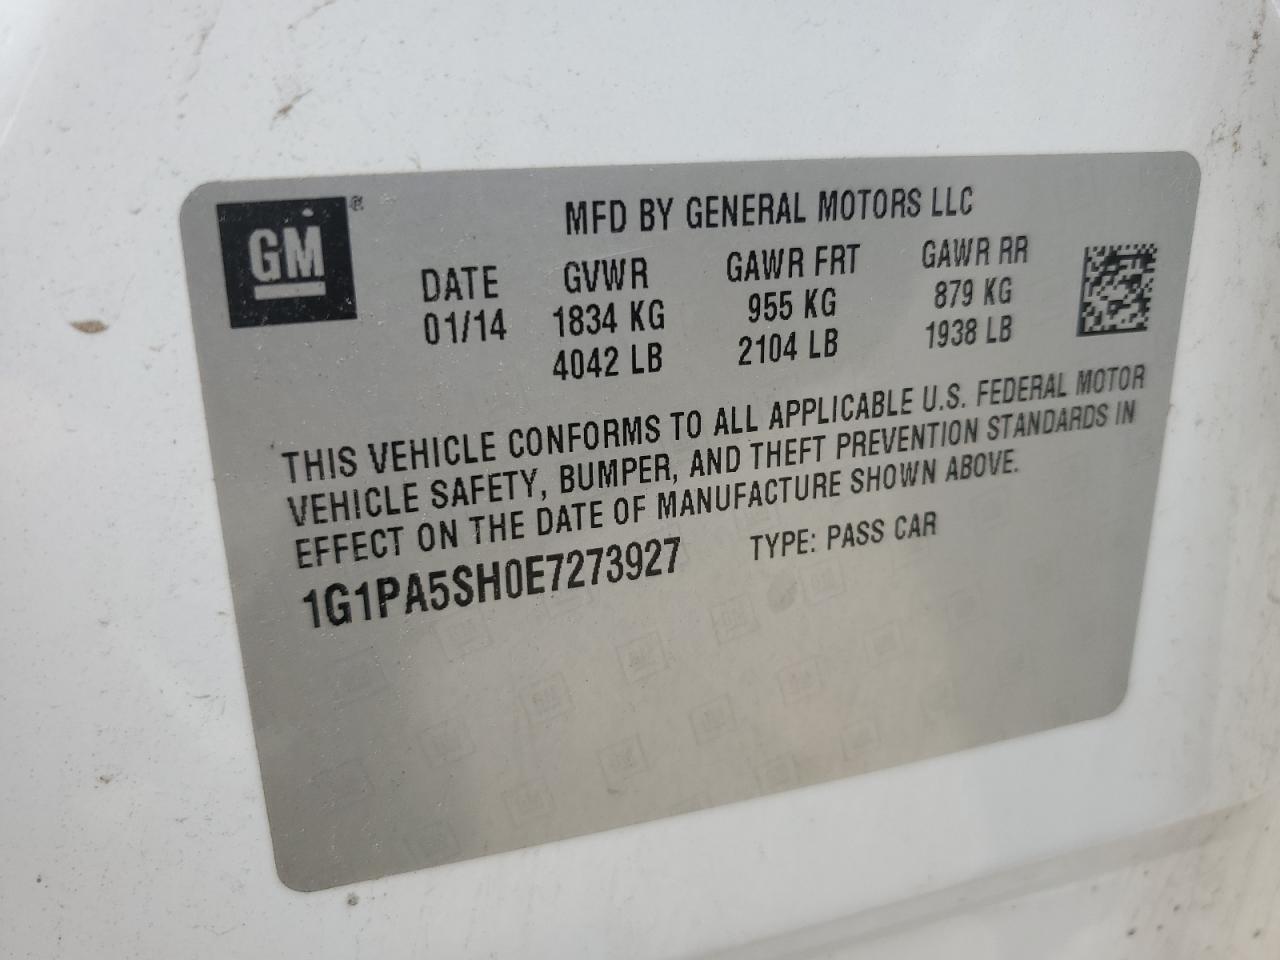 GM®
MFD BY GENERAL MOTORS LLC
DATE GVWR GAWR FRT GAWR RR
01/14 1834 KG 955 KG 879 KG
4042 LB 2104 LB 1938 LB
THIS VEHICLE CONFORMS TO ALL APPLICABLE U.S. FEDERAL MOTOR
VEHICLE SAFETY, BUMPER, AND THEFT PREVENTION STANDARDS IN
EFFECT ON THE DATE OF MANUFACTURE SHOWN ABOVE.
1G1PA5SH0E7273927 TYPE: PASS CAR